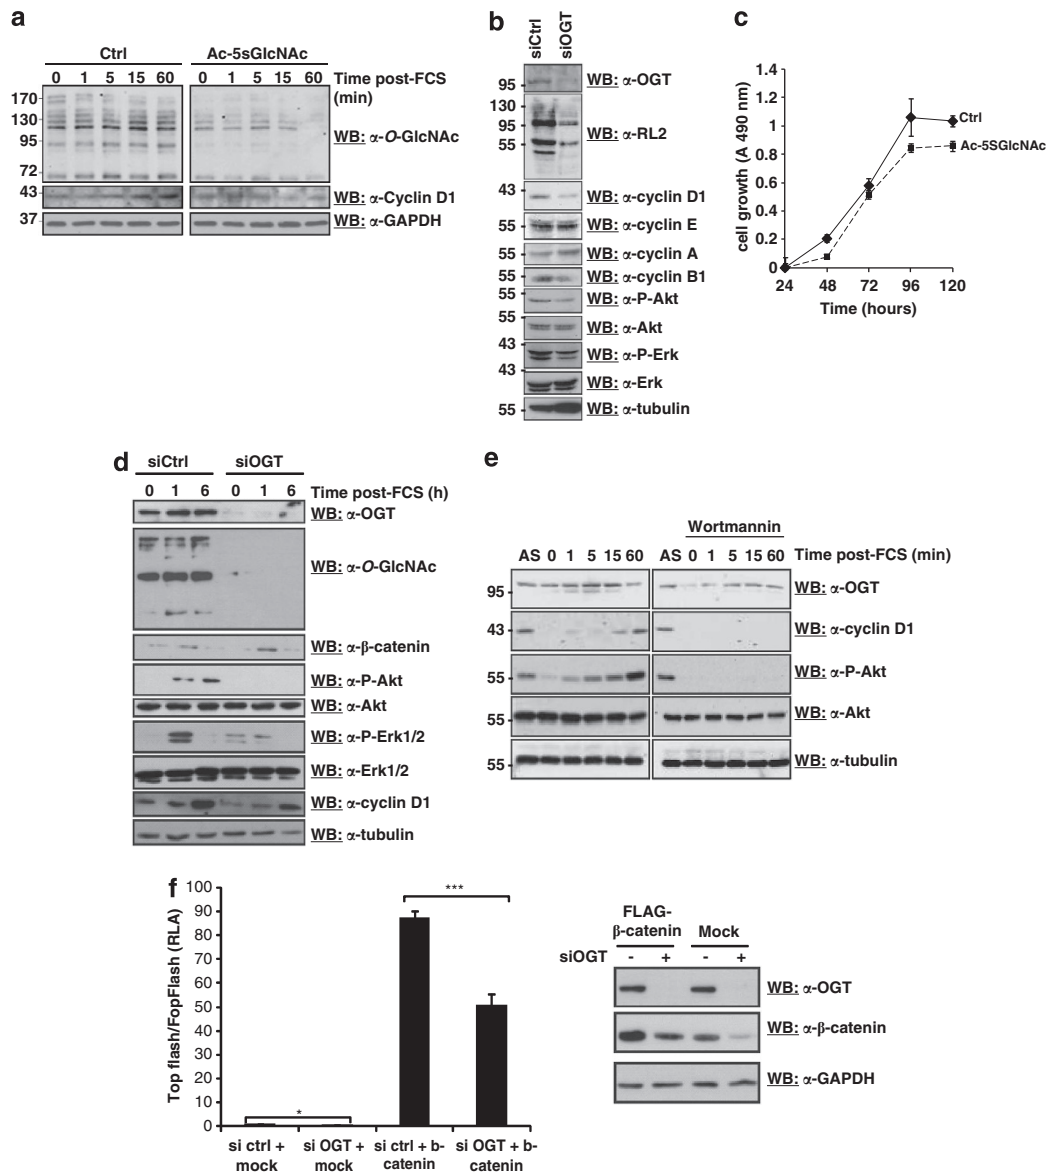 a
Ctrl Ac-5sGlcNAc
0 1 5 15 60 0 1 5 15 60 Time post-FCS
(min)
170
130
95
72
WB: α-O-GlcNAc
43
WB: α-Cyclin D1
37
WB: α-GAPDH
b
siCtrl
siOGT
95 WB: α-OGT
130
95
55
WB: α-RL2
43
WB: α-cyclin D1
55 WB: α-cyclin E
55 WB: α-cyclin A
55 WB: α-cyclin B1
55 WB: α-P-Akt
55
WB: α-Akt
43
WB: α-P-Erk
43
WB: α-Erk
55 WB: α-tubulin
c
cell growth (A 490 nm)
1.4
1.2
1
0.8
0.6
0.4
0.2
0
Ctrl
Ac-5SGlcNAc
24 48 72 96 120
Time (hours)
d
siCtrl siOGT
0 1 6 0 1 6 Time post-FCS (h)
WB: α-OGT
WB: α-O-GlcNAc
WB: α-β-catenin
WB: α-P-Akt
WB: α-Akt
WB: α-P-Erk1/2
WB: α-Erk1/2
WB: α-cyclin D1
WB: α-tubulin
e
Wortmannin
AS 0 1 5 15 60 AS 0 1 5 15 60 Time post-FCS (min)
95 WB: α-OGT
43 WB: α-cyclin D1
55 WB: α-P-Akt
55 WB: α-Akt
55 WB: α-tubulin
f
Top flash/FopFlash (RLA)
100
90
80
70
60
50
40
30
20
10
0
*
***
si ctrl +
mock
si OGT +
mock
si ctrl + b-
catenin
si OGT + b-
catenin
FLAG-
β-catenin Mock
siOGT - + - +
WB: α-OGT
WB: α-β-catenin
WB: α-GAPDH